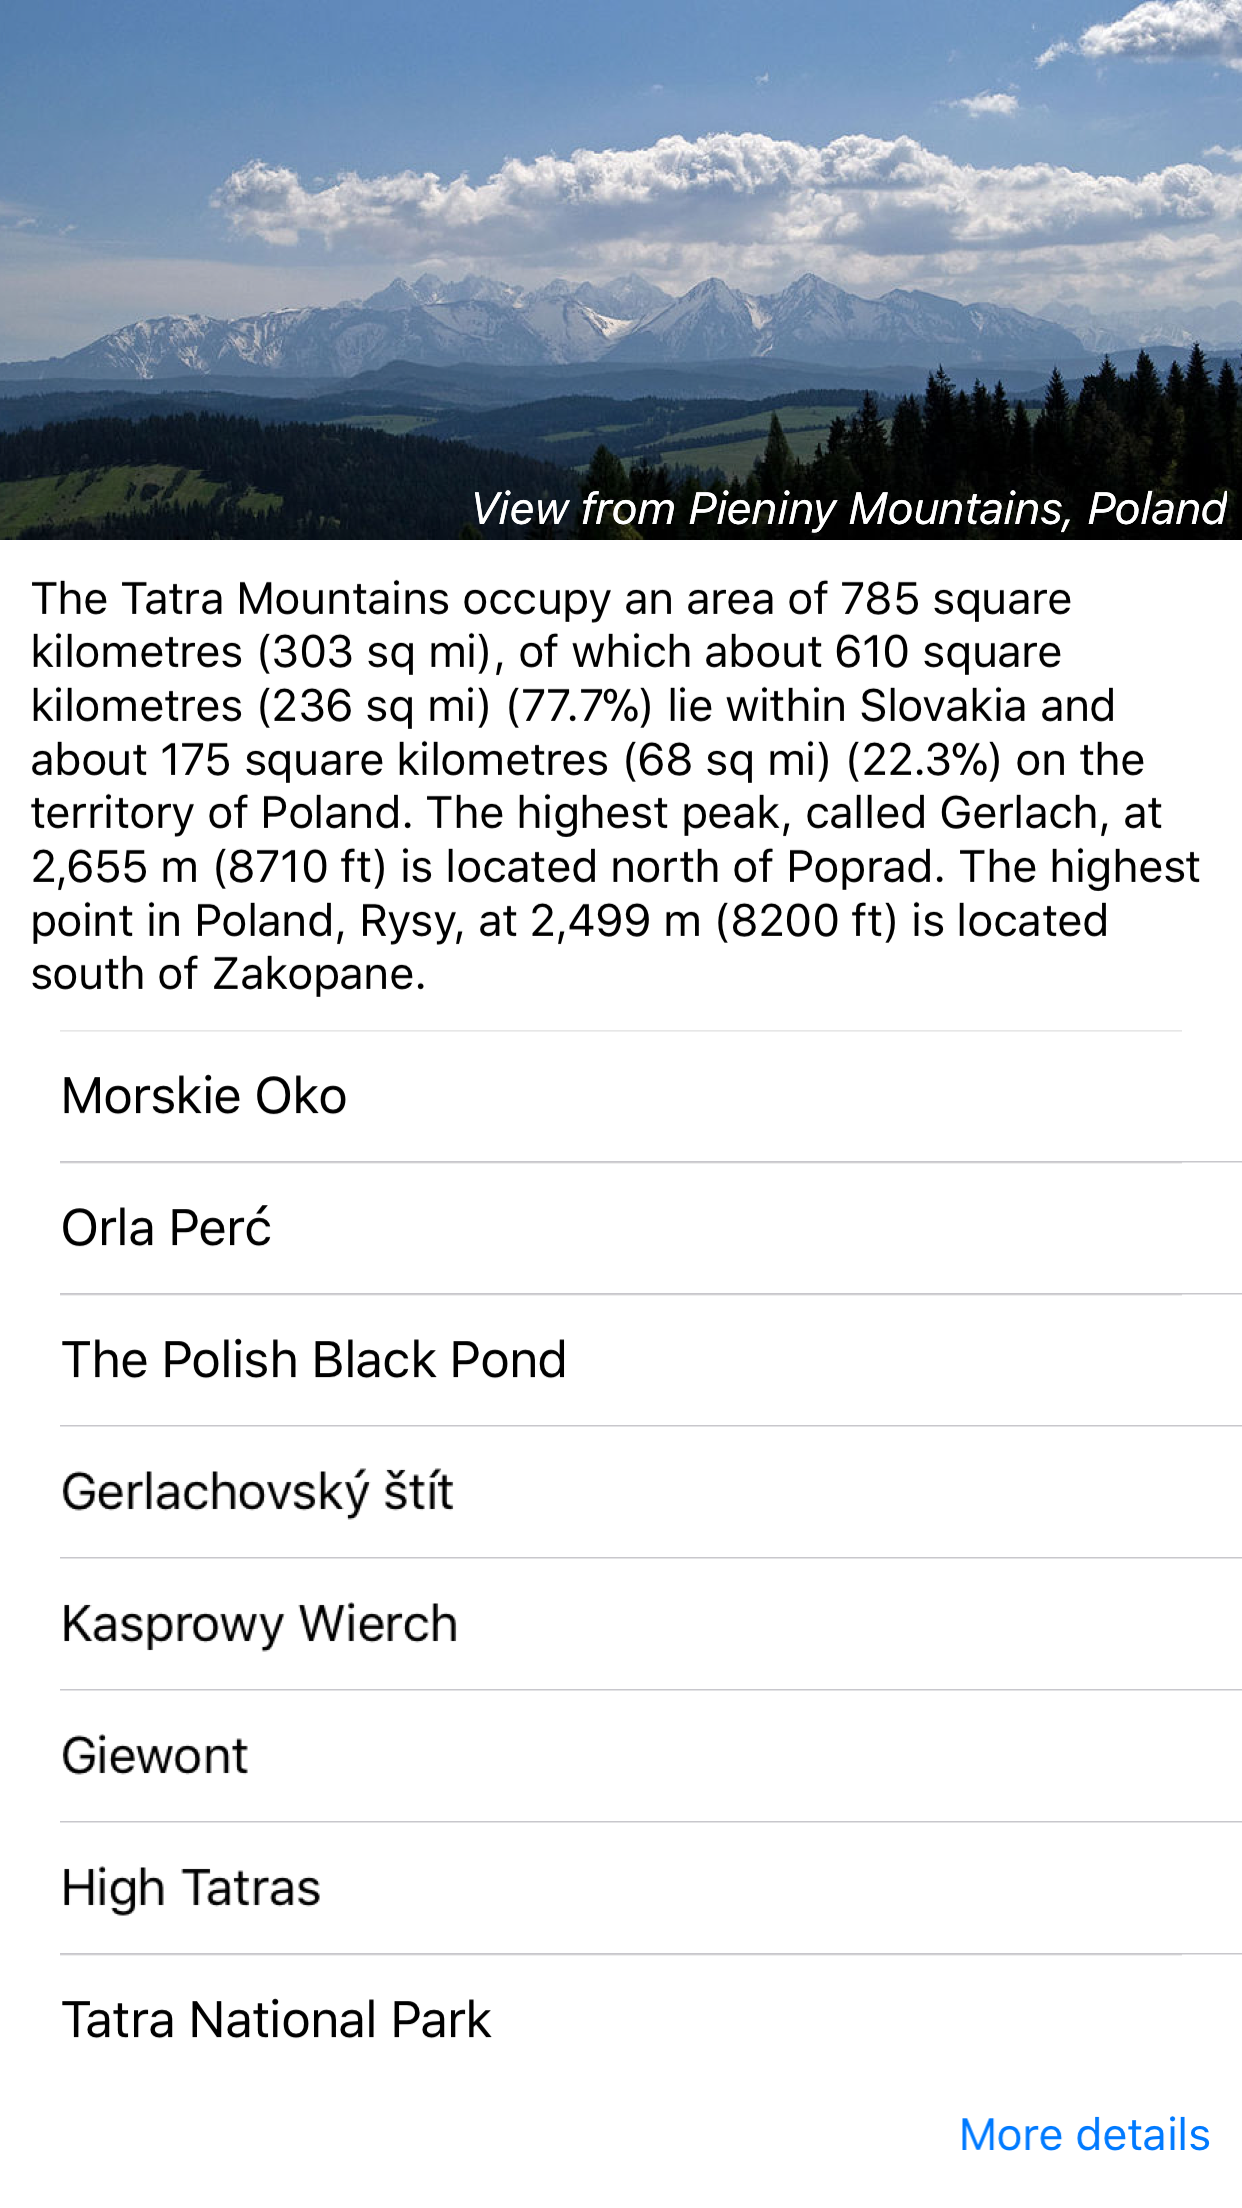 View from Pieniny Mountains, Poland
The Tatra Mountains occupy an area of 785 square
kilometres (303 sq mi), of which about 610 square
kilometres (236 sq mi) (77.7%) lie within Slovakia and
about 175 square kilometres (68 sq mi) (22.3%) on the
territory of Poland. The highest peak, called Gerlach, at
2,655 m (8710 ft) is located north of Poprad. The highest
point in Poland, Rysy, at 2,499 m (8200 ft) is located
south of Zakopane.
Morskie Oko
Orla Perć
The Polish Black Pond
Gerlachovský štít
Kasprowy Wierch
Giewont
High Tatras
Tatra National Park
More details